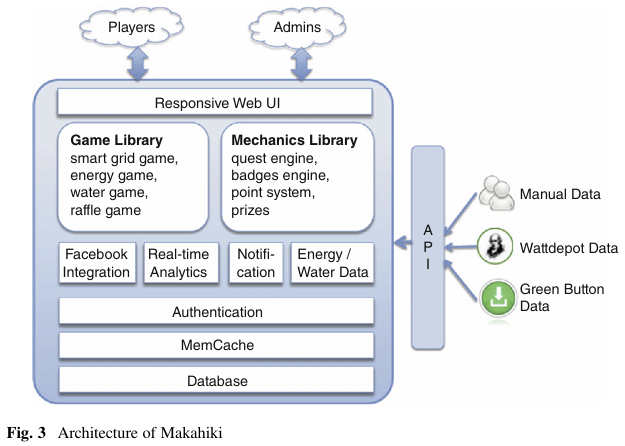 Players
Admins
Responsive Web UI
Game Library
smart grid game,
energy game,
water game,
raffle game
Mechanics Library
quest engine,
badges engine,
point system,
prizes
Facebook
Integration
Real-time
Analytics
Notifi-
cation
Energy /
Water Data
Authentication
MemCache
Database
A
P
I
Manual Data
Wattdepot Data
Green Button
Data
Fig. 3 Architecture of Makahiki